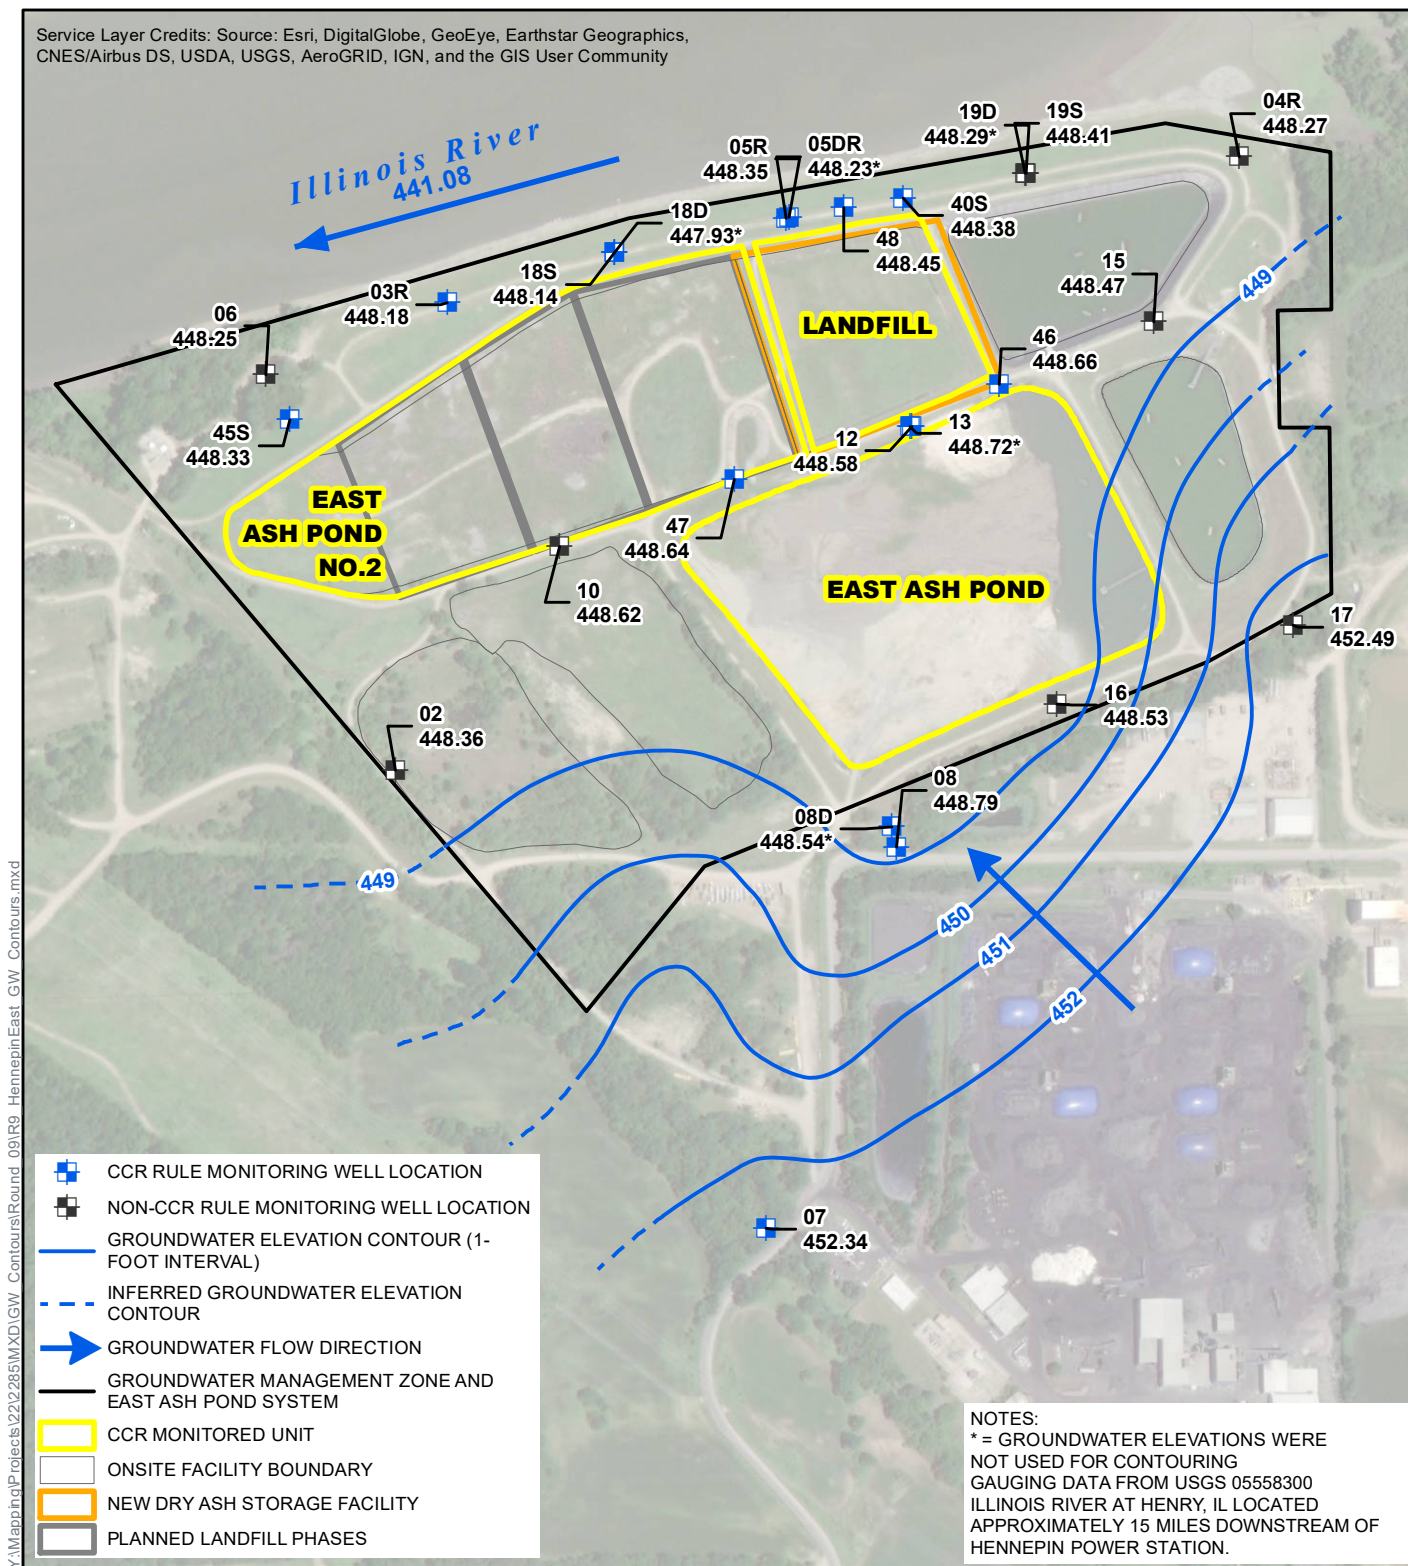 Service Layer Credits: Source: Esri, DigitalGlobe, GeoEye, Earthstar Geographics,
CNES/Airbus DS, USDA, USGS, AeroGRID, IGN, and the GIS User Community
Illinois River
441.08
19D
448.29*
19S
448.41
04R
448.27
05R
448.35
05DR
448.23*
40S
448.38
48
448.45
18D
447.93*
18S
448.14
03R
448.18
06
448.25
15
448.47
449
46
448.66
LANDFILL
45S
448.33
12
448.58
13
448.72*
EAST
ASH POND
NO.2
47
448.64
10
448.62
EAST ASH POND
17
452.49
16
448.53
02
448.36
08
448.79
08D
448.54*
449
450
451
452
07
452.34
CCR RULE MONITORING WELL LOCATION
NON-CCR RULE MONITORING WELL LOCATION
GROUNDWATER ELEVATION CONTOUR (1-
FOOT INTERVAL)
INFERRED GROUNDWATER ELEVATION
CONTOUR
GROUNDWATER FLOW DIRECTION
GROUNDWATER MANAGEMENT ZONE AND
EAST ASH POND SYSTEM
CCR MONITORED UNIT
ONSITE FACILITY BOUNDARY
NEW DRY ASH STORAGE FACILITY
PLANNED LANDFILL PHASES
NOTES:
* = GROUNDWATER ELEVATIONS WERE
NOT USED FOR CONTOURING
GAUGING DATA FROM USGS 05558300
ILLINOIS RIVER AT HENRY, IL LOCATED
APPROXIMATELY 15 MILES DOWNSTREAM OF
HENNEPIN POWER STATION.
Y:\Mapping\Projects\22\2285\MXD\GW_Contours\Round_09\R9_HennepinEast_GW_Contours.mxd